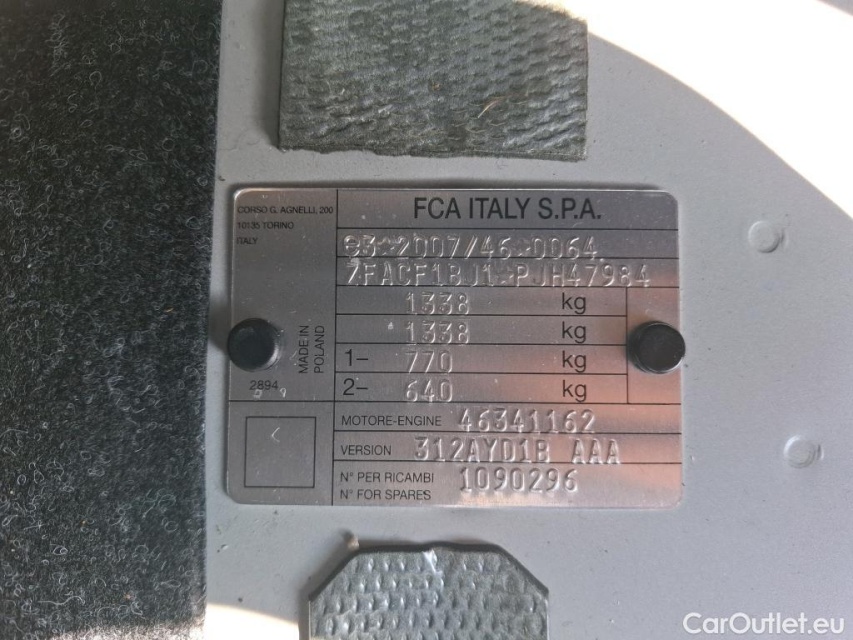 FCA ITALY S.P.A.
CORSO G. AGNELLI, 200
10135 TORINO
ITALY
e3*2007/46*0064
ZFACF1BJ1*PJH47984
1338 kg
1338 kg
1– 770 kg
2– 640 kg
MADE IN
POLAND
2894
MOTORE-ENGINE 46341162
VERSION 312AYD1B AAA
N° PER RICAMBI
N° FOR SPARES
1090296
CarOutlet.eu